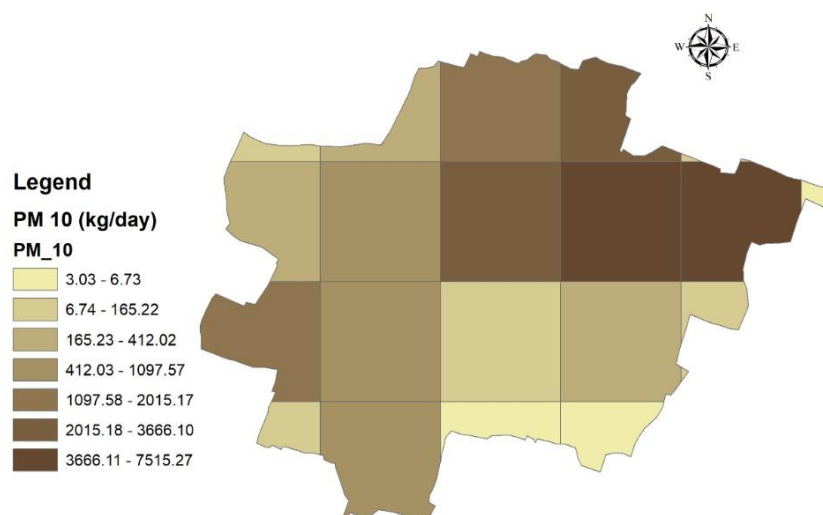 N
W E
S
Legend
PM 10 (kg/day)
PM_10
3.03 - 6.73
6.74 - 165.22
165.23 - 412.02
412.03 - 1097.57
1097.58 - 2015.17
2015.18 - 3666.10
3666.11 - 7515.27